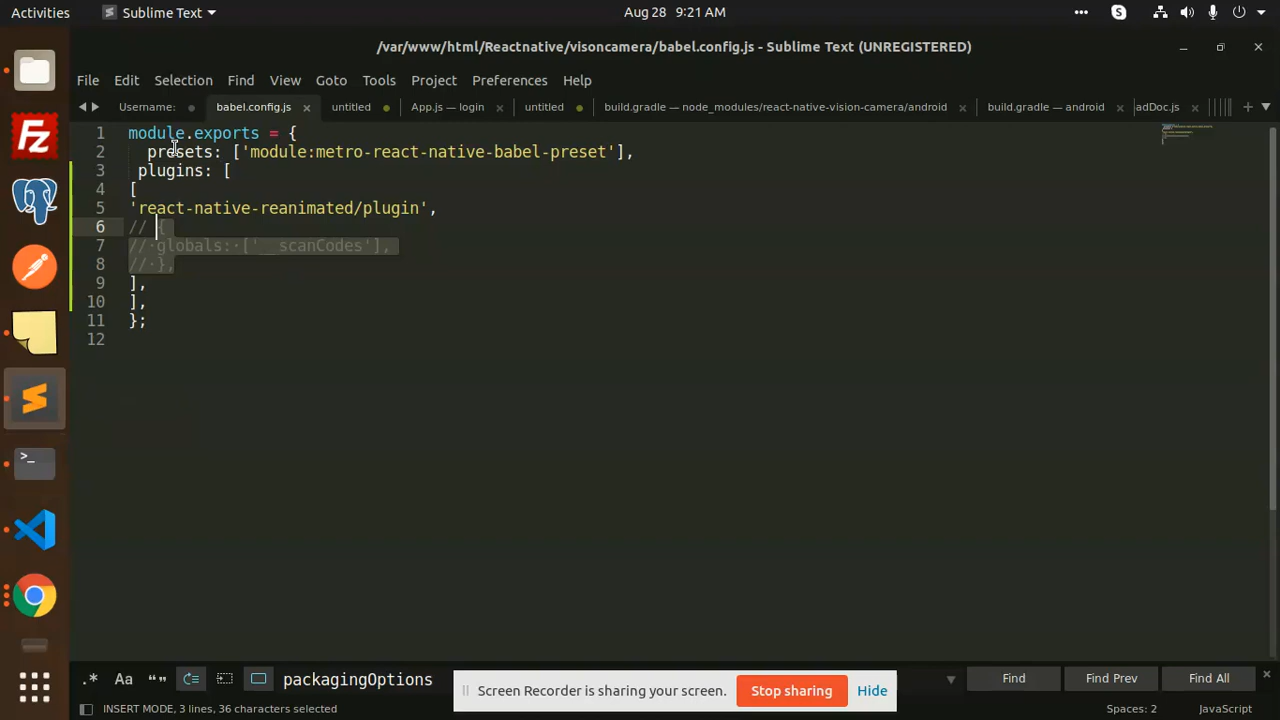 Activities
Sublime Text
Aug 28 9:21 AM
/var/www/html/Reactnative/visoncamera/babel.config.js - Sublime Text (UNREGISTERED)
File Edit Selection Find View Goto Tools Project Preferences Help
Username: babel.config.js untitled App.js — login untitled build.gradle — node_modules/react-native-vision-camera/android build.gradle — android adDoc.js
1 module.exports = {
2 presets: ['module:metro-react-native-babel-preset'],
3 plugins: [
4 [
5 'react-native-reanimated/plugin',
6 // {
7 // globals: ['__scanCodes'],
8 // },
9 ],
10 ],
11 };
12
.* Aa “” packagingOptions Find Find Prev Find All
Screen Recorder is sharing your screen. Stop sharing Hide
INSERT MODE, 3 lines, 36 characters selected Spaces: 2 JavaScript